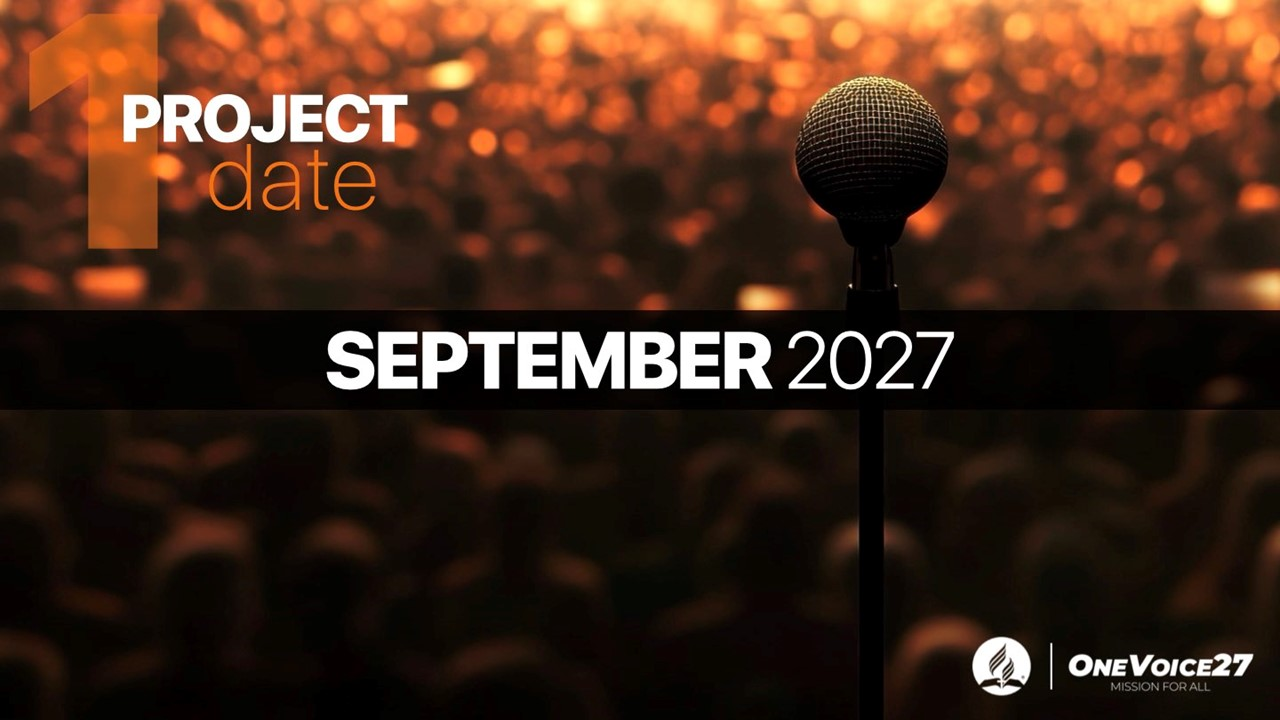 1
PROJECT
date
SEPTEMBER 2027
ONEVOICE27
MISSION FOR ALL